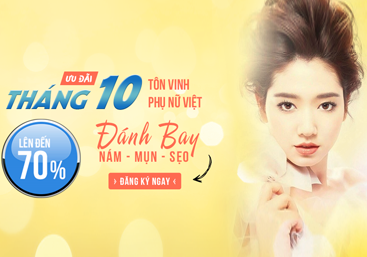 ƯU ĐÃI
THÁNG 10
TÔN VINH
PHỤ NỮ VIỆT
LÊN ĐẾN
70%
Đánh Bay
NÁM - MỤN - SẸO
› ĐĂNG KÝ NGAY ‹